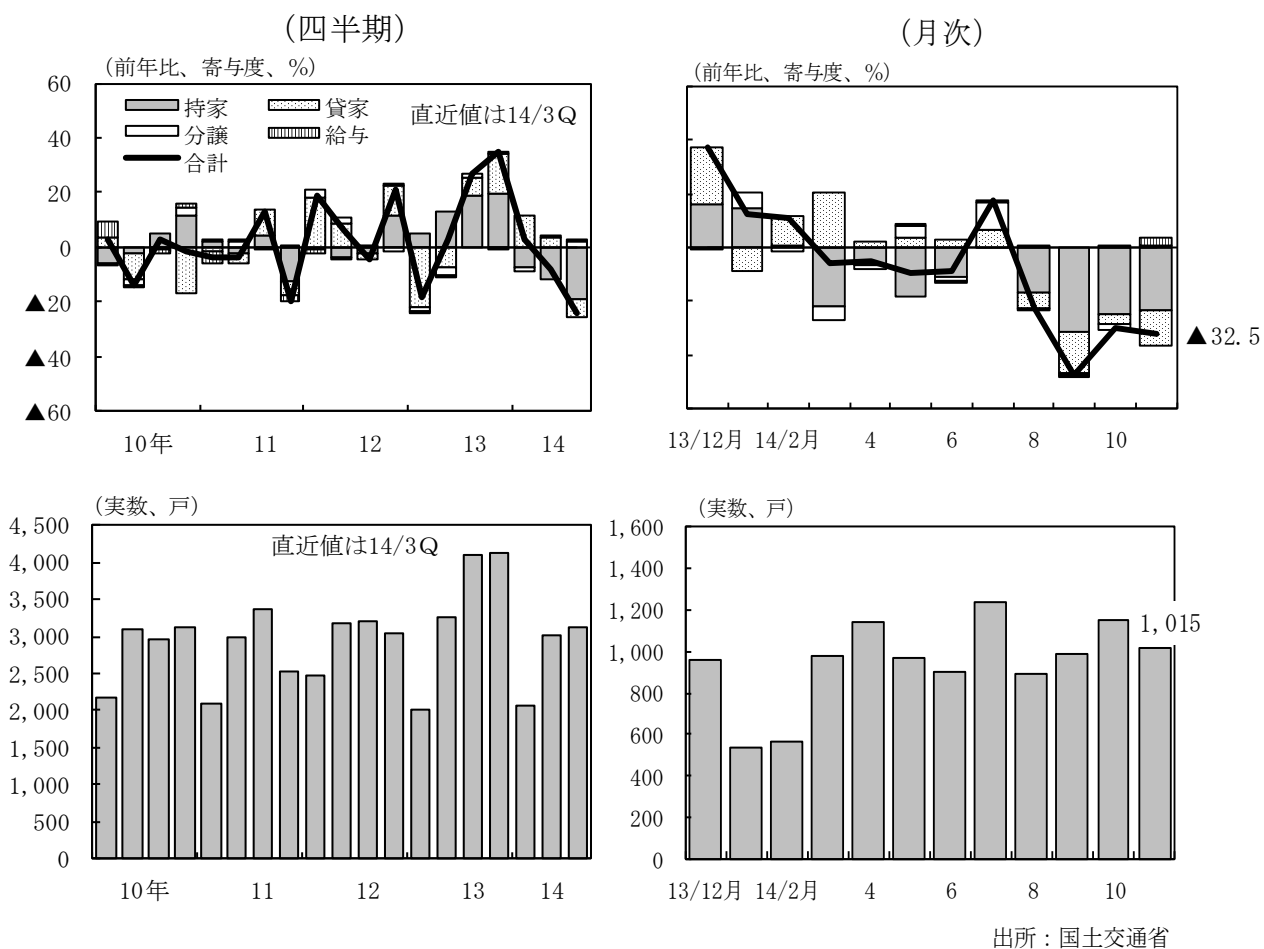 (四半期)
(前年比、寄与度、%)
60
40
20
0
▲20
▲40
▲60
持家
貸家
分譲
給与
合計
直近値は14/3Q
10年 11 12 13 14
(月次)
(前年比、寄与度、%)
▲32.5
13/12月 14/2月 4 6 8 10
(実数、戸)
4,500
4,000
3,500
3,000
2,500
2,000
1,500
1,000
500
0
直近値は14/3Q
10年 11 12 13 14
(実数、戸)
1,600
1,400
1,200
1,000
800
600
400
200
0
1,015
13/12月 14/2月 4 6 8 10
出所:国土交通省